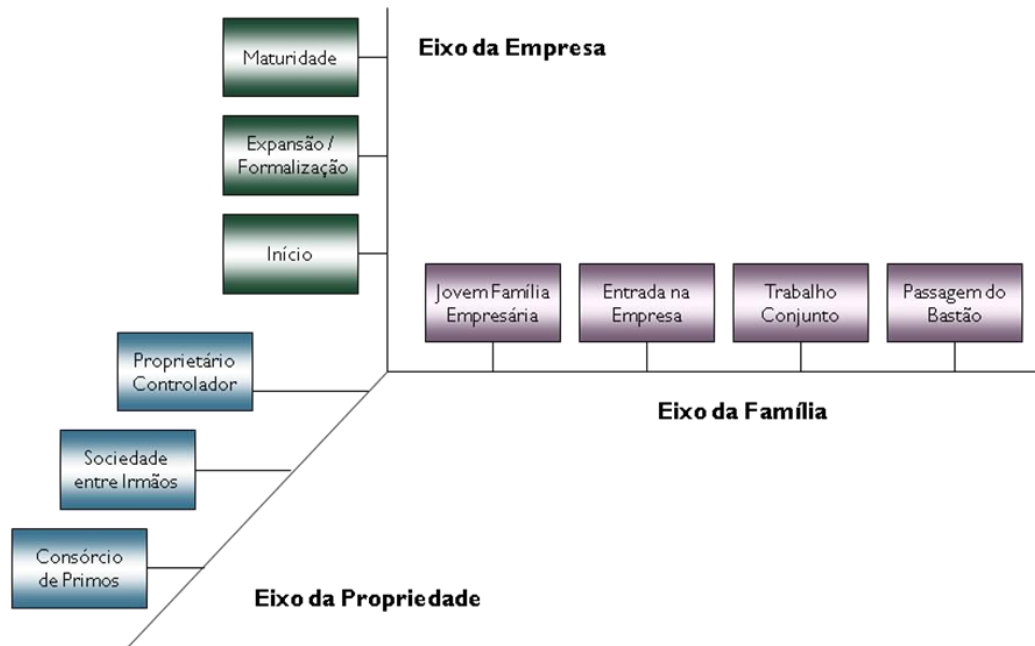 Eixo da Empresa
Maturidade
Expansão /
Formalização
Início
Jovem Família
Empresária
Entrada na
Empresa
Trabalho
Conjunto
Passagem do
Bastão
Eixo da Família
Proprietário
Controlador
Sociedade
entre Irmãos
Consórcio
de Primos
Eixo da Propriedade